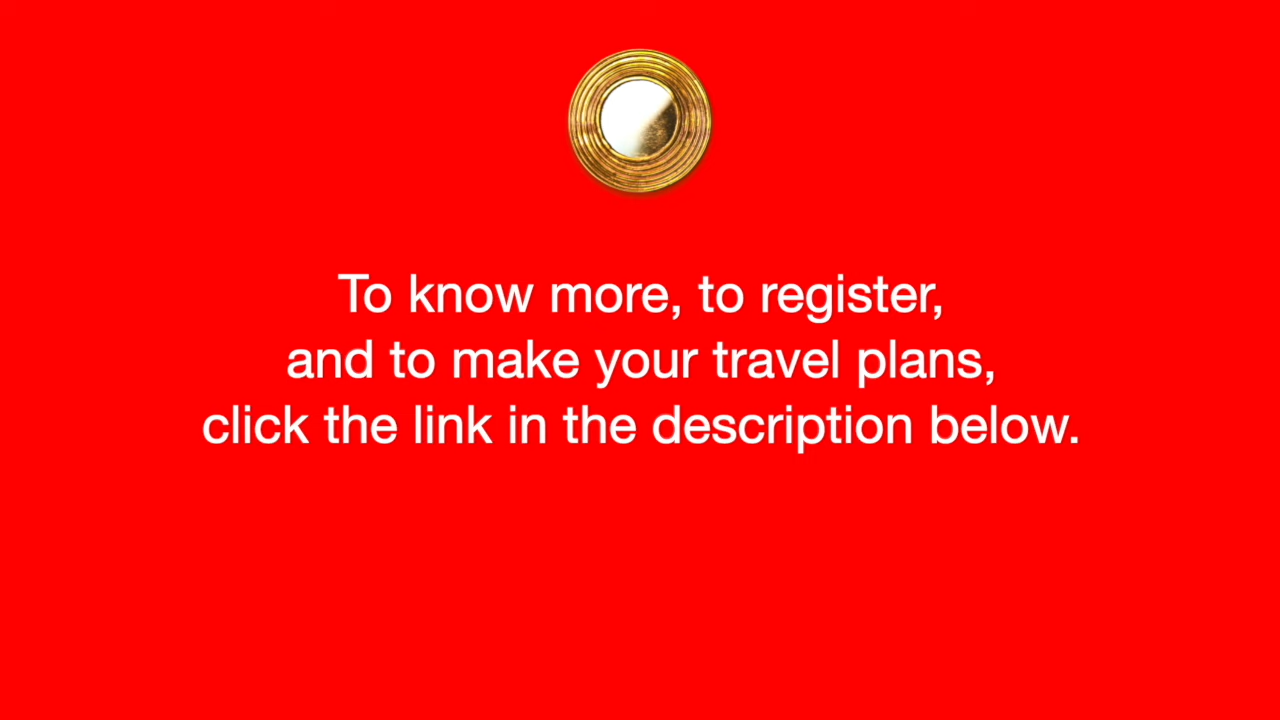 To know more, to register,
and to make your travel plans,
click the link in the description below.